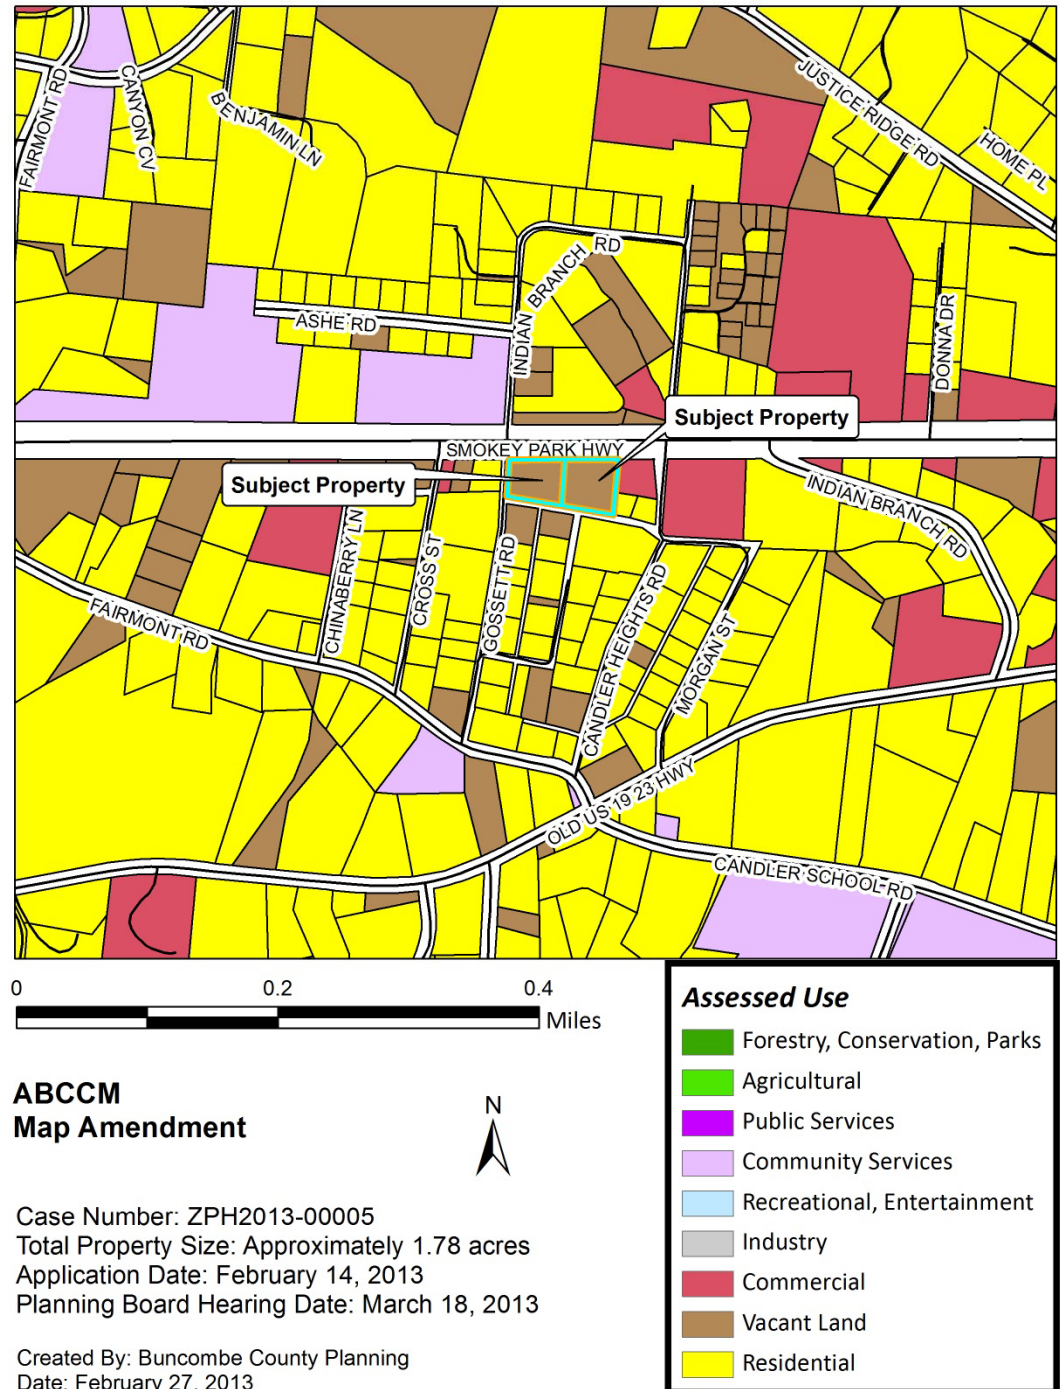 FAIRMONT RD
CANYON CV
BENJAMIN LN
JUSTICE RIDGE RD
HOME PL
INDIAN BRANCH RD
ASHE RD
DONNA DR
Subject Property
SMOKEY PARK HWY
Subject Property
INDIAN BRANCH RD
CHINABERRY LN
CROSS ST
GOSSETT RD
CANDLER HEIGHTS RD
MORGAN ST
FAIRMONT RD
OLD US 19 23 HWY
CANDLER SCHOOL RD
0 0.2 0.4
Miles
ABCCM
Map Amendment
N
Case Number: ZPH2013-00005
Total Property Size: Approximately 1.78 acres
Application Date: February 14, 2013
Planning Board Hearing Date: March 18, 2013
Created By: Buncombe County Planning
Date: February 27, 2013
Assessed Use
Forestry, Conservation, Parks
Agricultural
Public Services
Community Services
Recreational, Entertainment
Industry
Commercial
Vacant Land
Residential